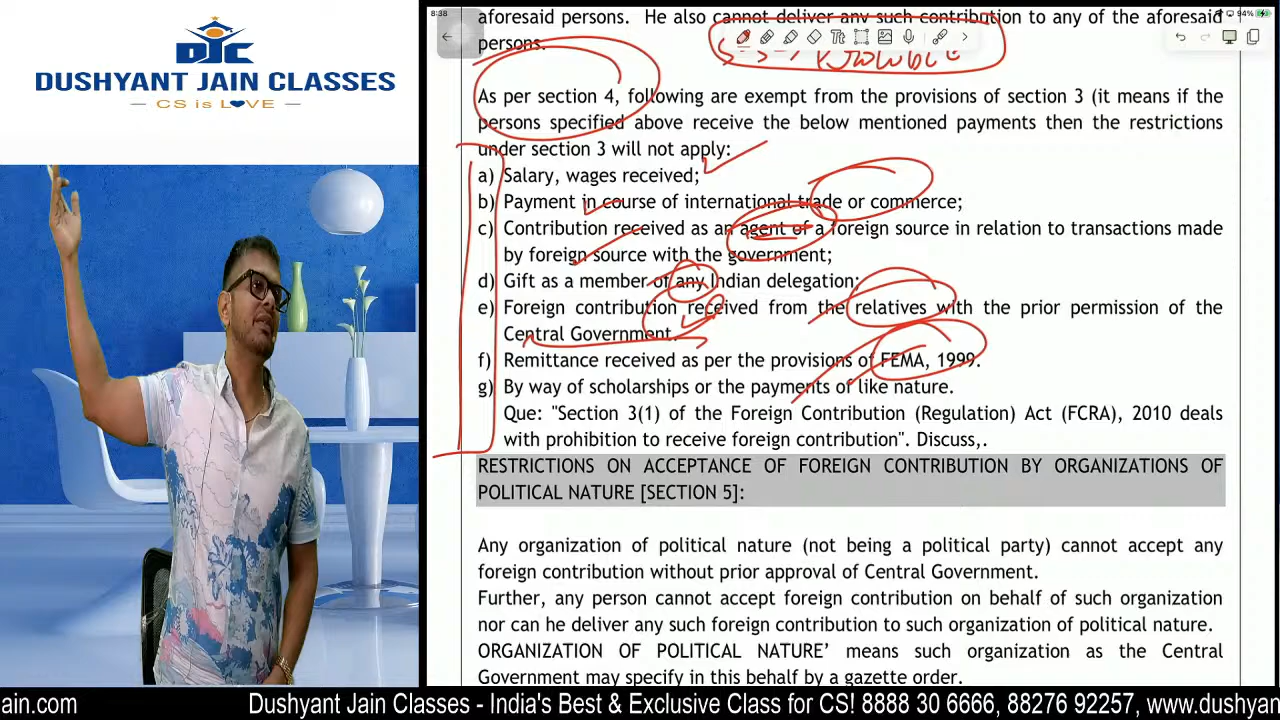 DJC
DUSHYANT JAIN CLASSES
— CS is LOVE —
8:38
94%
aforesaid persons. He also cannot deliver any such contribution to any of the aforesaid
persons.
As per section 4, following are exempt from the provisions of section 3 (it means if the
persons specified above receive the below mentioned payments then the restrictions
under section 3 will not apply:
a) Salary, wages received;
b) Payment in course of international trade or commerce;
c) Contribution received as an agent of a foreign source in relation to transactions made
by foreign source with the government;
d) Gift as a member of any Indian delegation;
e) Foreign contribution received from the relatives with the prior permission of the
Central Government.
f) Remittance received as per the provisions of FEMA, 1999.
g) By way of scholarships or the payments of like nature.
Que: "Section 3(1) of the Foreign Contribution (Regulation) Act (FCRA), 2010 deals
with prohibition to receive foreign contribution". Discuss,.
RESTRICTIONS ON ACCEPTANCE OF FOREIGN CONTRIBUTION BY ORGANIZATIONS OF
POLITICAL NATURE [SECTION 5]:
Any organization of political nature (not being a political party) cannot accept any
foreign contribution without prior approval of Central Government.
Further, any person cannot accept foreign contribution on behalf of such organization
nor can he deliver any such foreign contribution to such organization of political nature.
ORGANIZATION OF POLITICAL NATURE’ means such organization as the Central
Government may specify in this behalf by a gazette order.
ain.com) Dushyant Jain Classes - India's Best & Exclusive Class for CS! 8888 30 6666, 88276 92257, www.dushyan